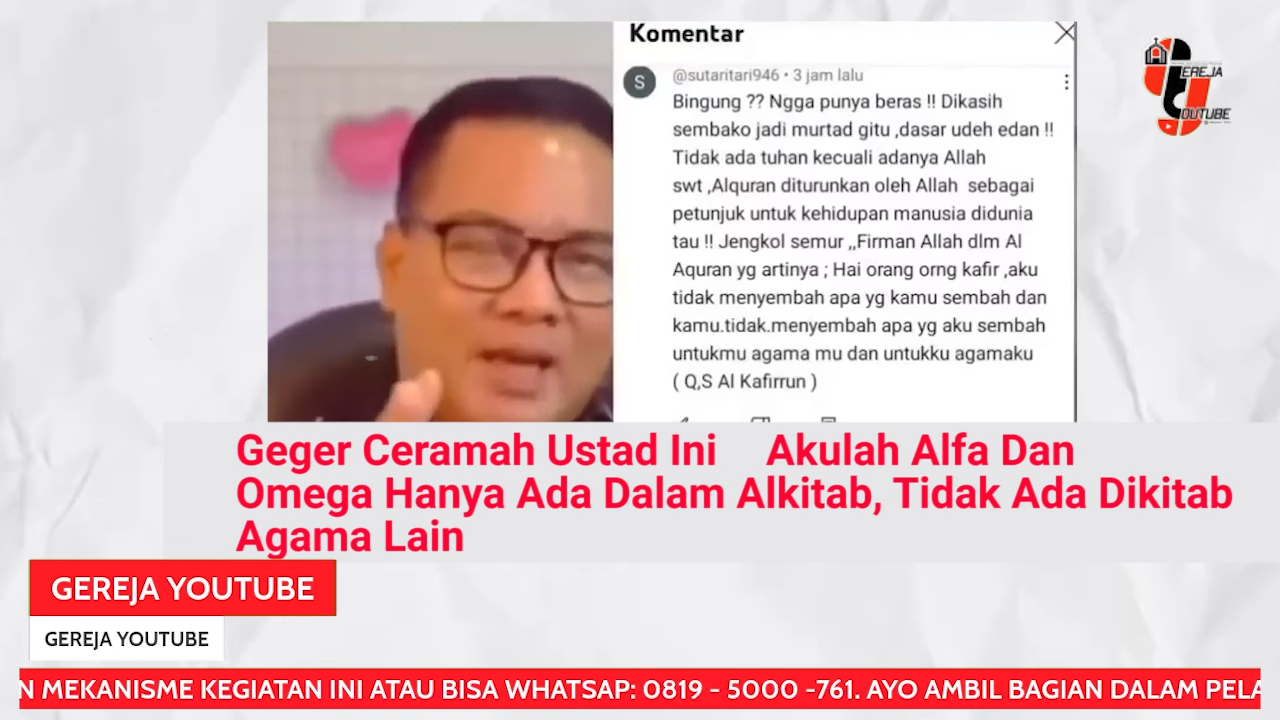 Komentar
S
@sutaritari946 • 3 jam lalu
Bingung ?? Ngga punya beras !! Dikasih
sembako jadi murtad gitu ,dasar udeh edan !!
Tidak ada tuhan kecuali adanya Allah
swt ,Alquran diturunkan oleh Allah  sebagai
petunjuk untuk kehidupan manusia didunia
tau !! Jengkol semur ,,Firman Allah dlm Al
Aquran yg artinya ; Hai orang orng kafir ,aku
tidak menyembah apa yg kamu sembah dan
kamu.tidak.menyembah apa yg aku sembah
untukmu agama mu dan untukku agamaku
( Q,S Al Kafirrun )
EREJA
OUTUBE
Geger Ceramah Ustad Ini Akulah Alfa Dan
Omega Hanya Ada Dalam Alkitab, Tidak Ada Dikitab
Agama Lain
GEREJA YOUTUBE
GEREJA YOUTUBE
N MEKANISME KEGIATAN INI ATAU BISA WHATSAP: 0819 - 5000 -761. AYO AMBIL BAGIAN DALAM PELA